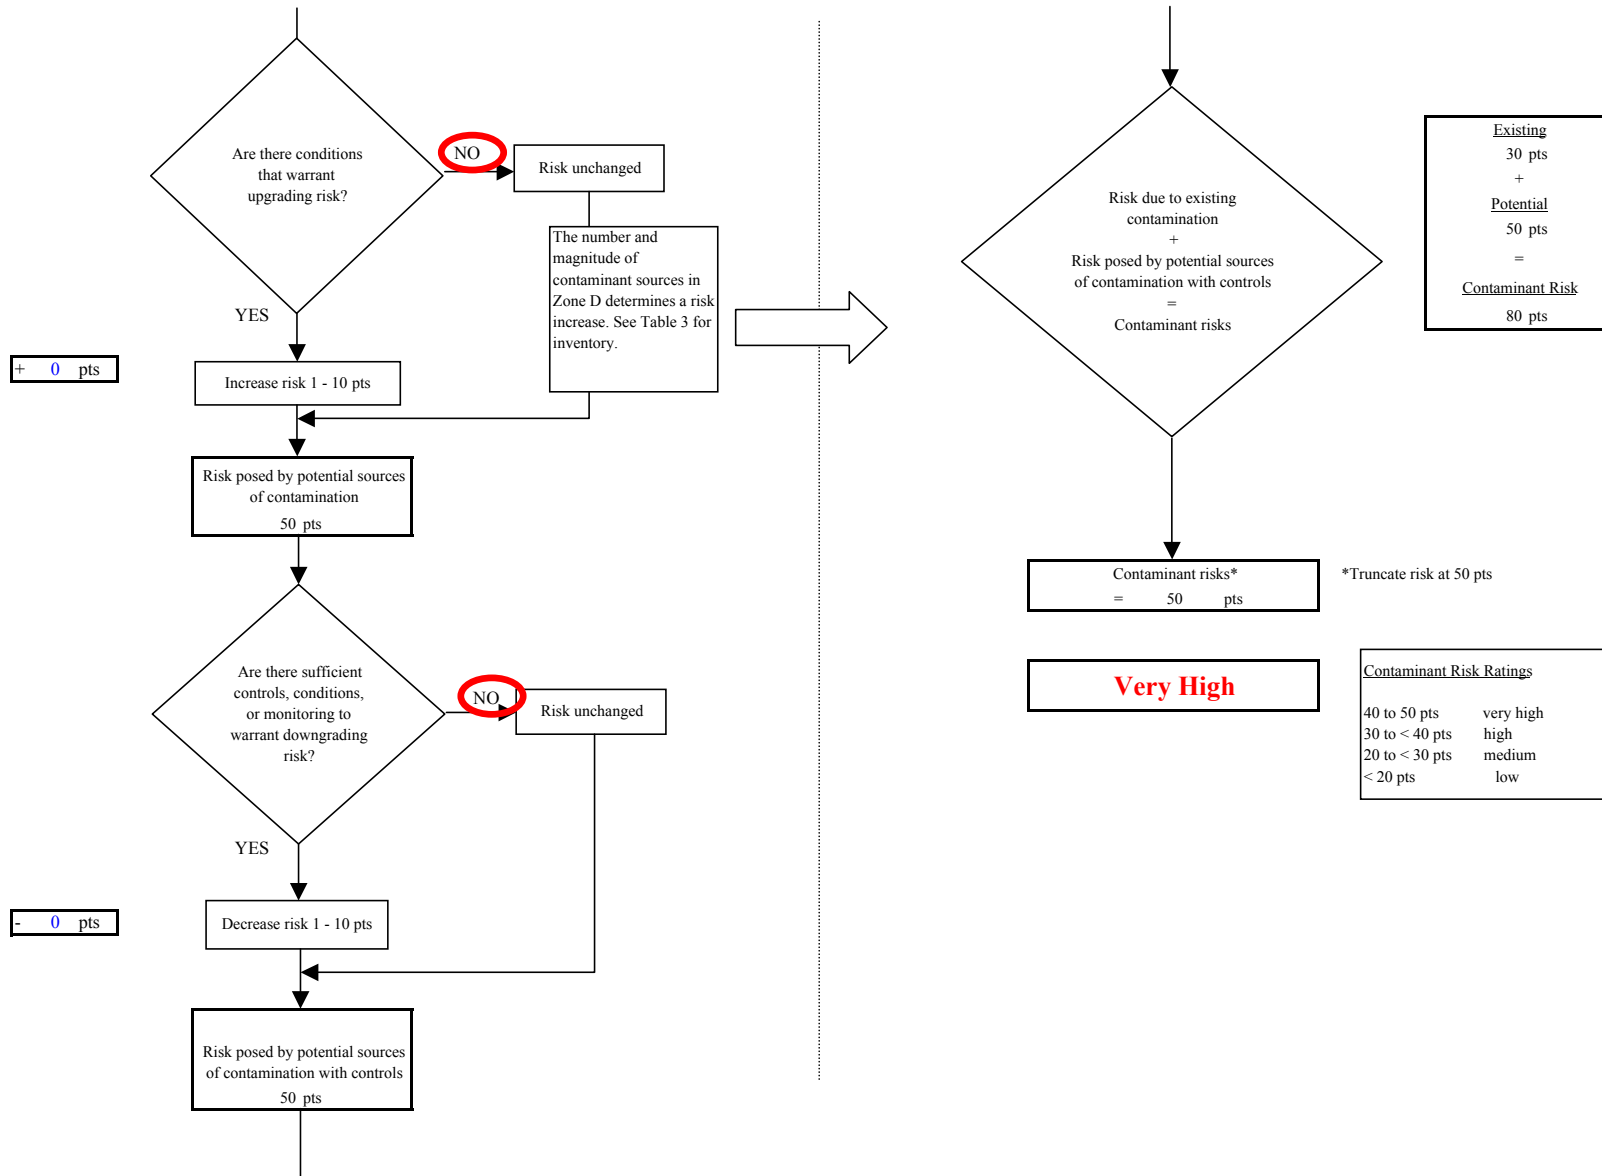 Are there conditions
that warrant
upgrading risk?
NO
Risk unchanged
The number and
magnitude of
contaminant sources in
Zone D determines a risk
increase. See Table 3 for
inventory.
YES
+ 0 pts
Increase risk 1 - 10 pts
Risk posed by potential sources
of contamination
50 pts
Are there sufficient
controls, conditions,
or monitoring to
warrant downgrading
risk?
NO
Risk unchanged
YES
- 0 pts
Decrease risk 1 - 10 pts
Risk posed by potential sources
of contamination with controls
50 pts
Risk due to existing
contamination
+
Risk posed by potential sources
of contamination with controls
=
Contaminant risks
Existing
30 pts
+
Potential
50 pts
=
Contaminant Risk
80 pts
Contaminant risks*
= 50 pts
*Truncate risk at 50 pts
Very High
Contaminant Risk Ratings
40 to 50 pts very high
30 to < 40 pts high
20 to < 30 pts medium
< 20 pts low